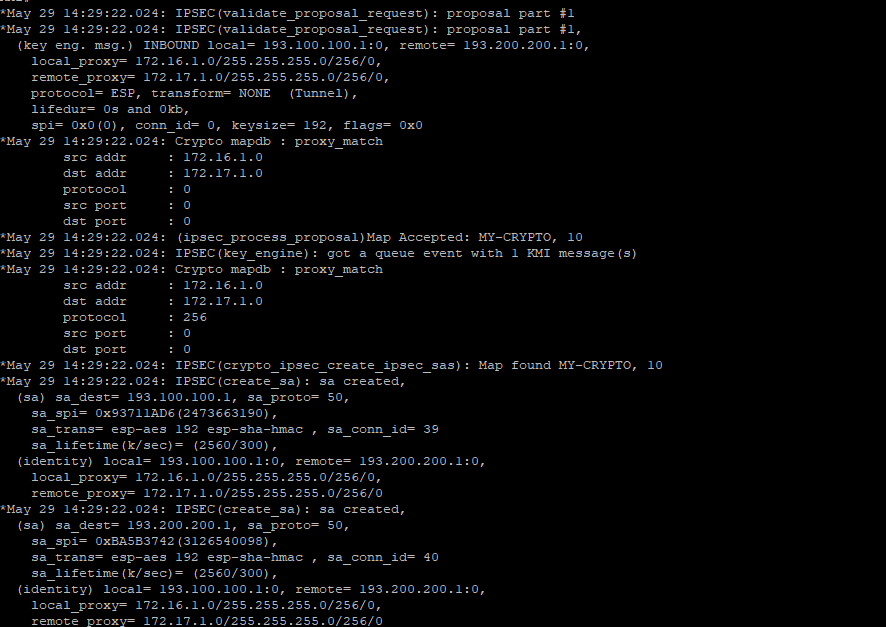 *May 29 14:29:22.024: IPSEC(validate_proposal_request): proposal part #1
*May 29 14:29:22.024: IPSEC(validate_proposal_request): proposal part #1,
  (key eng. msg.) INBOUND local= 193.100.100.1:0, remote= 193.200.200.1:0,
    local_proxy= 172.16.1.0/255.255.255.0/256/0,
    remote_proxy= 172.17.1.0/255.255.255.0/256/0,
    protocol= ESP, transform= NONE  (Tunnel),
    lifedur= 0s and 0kb,
    spi= 0x0(0), conn_id= 0, keysize= 192, flags= 0x0
*May 29 14:29:22.024: Crypto mapdb : proxy_match
        src addr     : 172.16.1.0
        dst addr     : 172.17.1.0
        protocol     : 0
        src port     : 0
        dst port     : 0
*May 29 14:29:22.024: (ipsec_process_proposal)Map Accepted: MY-CRYPTO, 10
*May 29 14:29:22.024: IPSEC(key_engine): got a queue event with 1 KMI message(s)
*May 29 14:29:22.024: Crypto mapdb : proxy_match
        src addr     : 172.16.1.0
        dst addr     : 172.17.1.0
        protocol     : 256
        src port     : 0
        dst port     : 0
*May 29 14:29:22.024: IPSEC(crypto_ipsec_create_ipsec_sas): Map found MY-CRYPTO, 10
*May 29 14:29:22.024: IPSEC(create_sa): sa created,
  (sa) sa_dest= 193.100.100.1, sa_proto= 50,
    sa_spi= 0x93711AD6(2473663190),
    sa_trans= esp-aes 192 esp-sha-hmac , sa_conn_id= 39
    sa_lifetime(k/sec)= (2560/300),
  (identity) local= 193.100.100.1:0, remote= 193.200.200.1:0,
    local_proxy= 172.16.1.0/255.255.255.0/256/0,
    remote_proxy= 172.17.1.0/255.255.255.0/256/0
*May 29 14:29:22.024: IPSEC(create_sa): sa created,
  (sa) sa_dest= 193.200.200.1, sa_proto= 50,
    sa_spi= 0xBA5B3742(3126540098),
    sa_trans= esp-aes 192 esp-sha-hmac , sa_conn_id= 40
    sa_lifetime(k/sec)= (2560/300),
  (identity) local= 193.100.100.1:0, remote= 193.200.200.1:0,
    local_proxy= 172.16.1.0/255.255.255.0/256/0,
    remote_proxy= 172.17.1.0/255.255.255.0/256/0